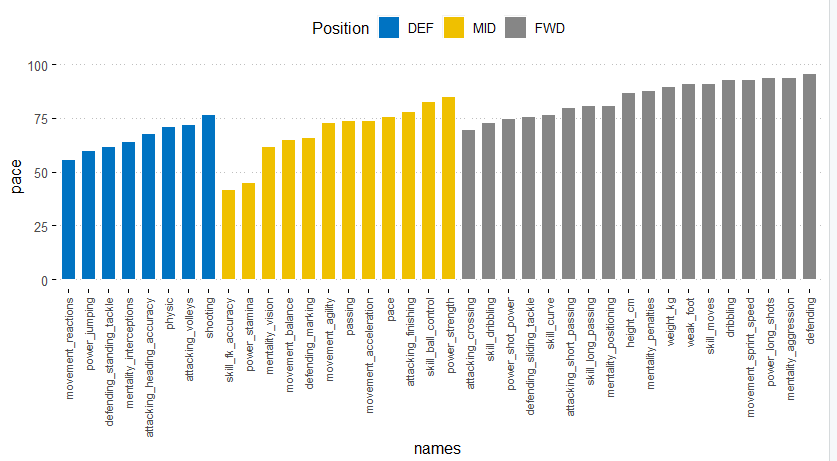 Position DEF MID FWD
100
75
50
25
0
pace
movement_reactions
power_jumping
defending_standing_tackle
mentality_interceptions
attacking_heading_accuracy
physic
attacking_volleys
shooting
skill_fk_accuracy
power_stamina
mentality_vision
movement_balance
defending_marking
movement_agility
passing
movement_acceleration
pace
attacking_finishing
skill_ball_control
power_strength
attacking_crossing
skill_dribbling
power_shot_power
defending_sliding_tackle
skill_curve
attacking_short_passing
skill_long_passing
mentality_positioning
height_cm
mentality_penalties
weight_kg
weak_foot
skill_moves
dribbling
movement_sprint_speed
power_long_shots
mentality_aggression
defending
names